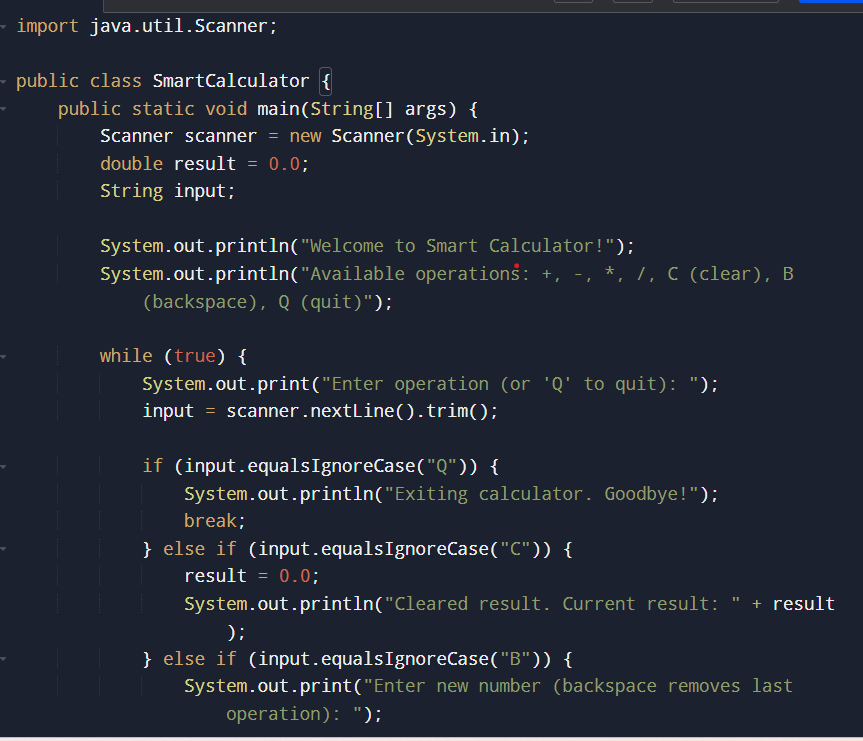 import java.util.Scanner;
public class SmartCalculator {
public static void main(String[] args) {
Scanner scanner = new Scanner(System.in);
double result = 0.0;
String input;
System.out.println("Welcome to Smart Calculator!");
System.out.println("Available operations: +, -, *, /, C (clear), B
(backspace), Q (quit)");
while (true) {
System.out.print("Enter operation (or 'Q' to quit): ");
input = scanner.nextLine().trim();
if (input.equalsIgnoreCase("Q")) {
System.out.println("Exiting calculator. Goodbye!");
break;
} else if (input.equalsIgnoreCase("C")) {
result = 0.0;
System.out.println("Cleared result. Current result: " + result
);
} else if (input.equalsIgnoreCase("B")) {
System.out.print("Enter new number (backspace removes last
operation): ");